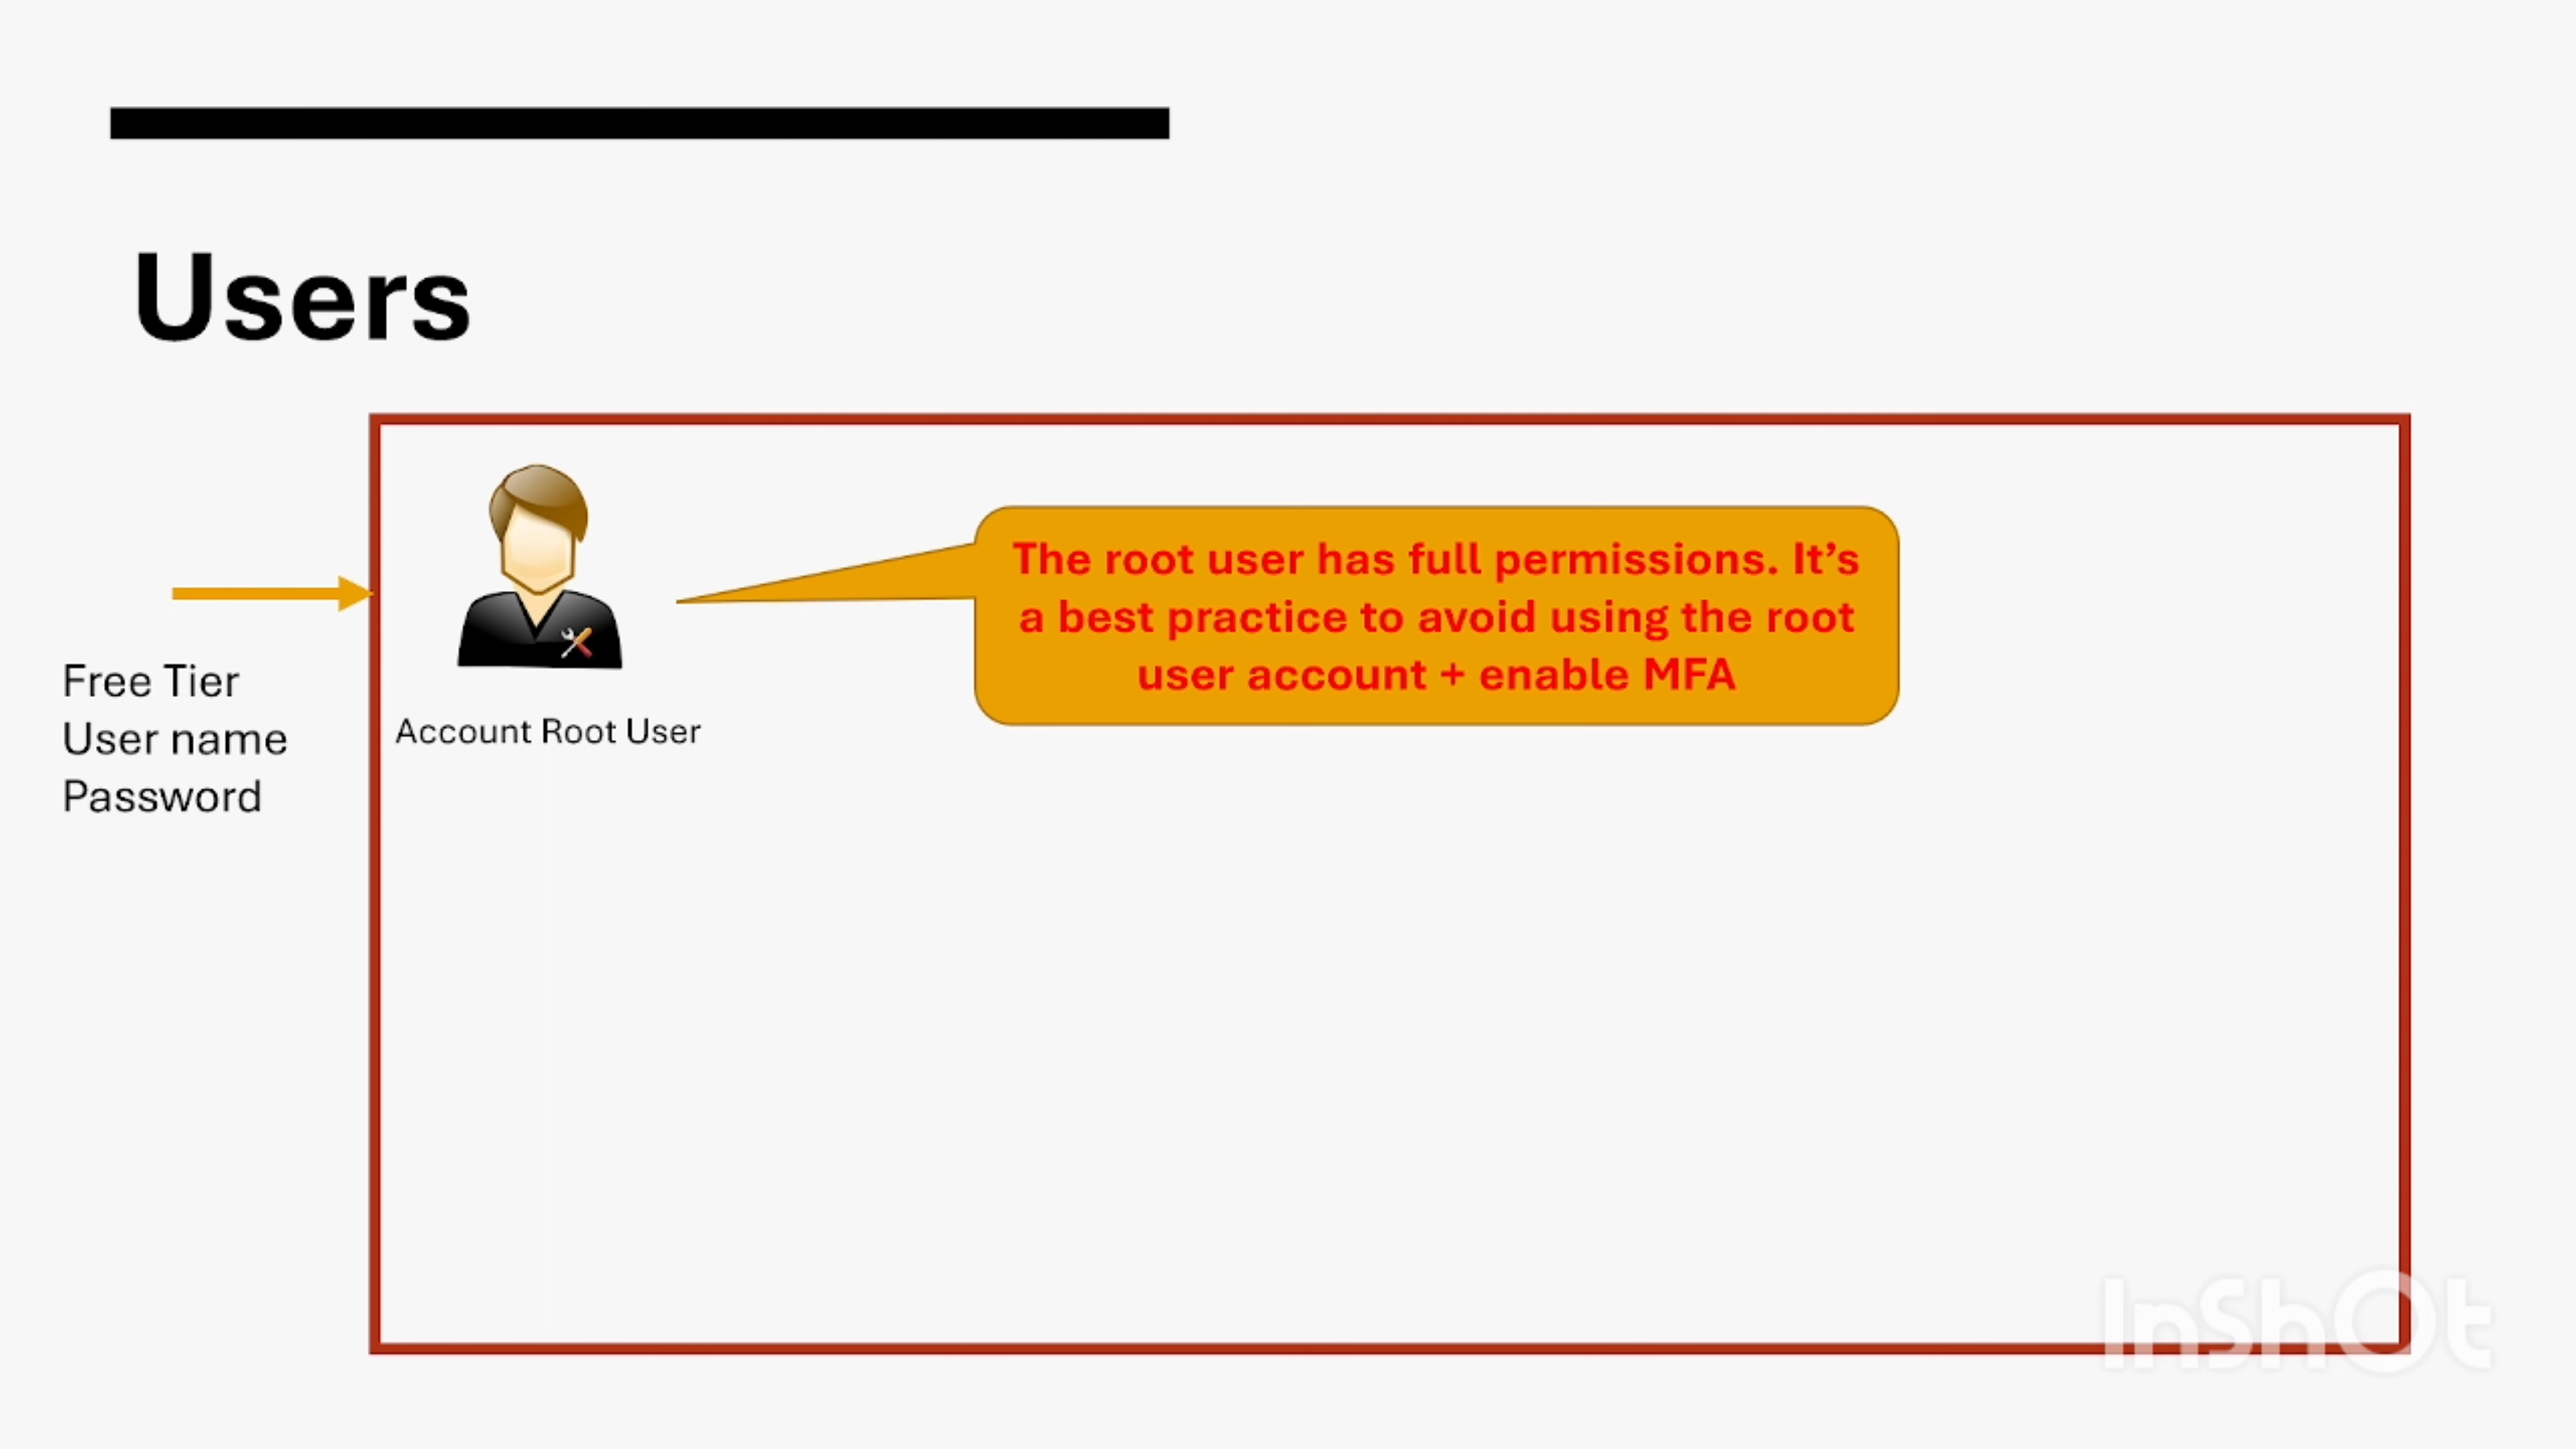 Users
Free Tier
User name
Password
Account Root User
The root user has full permissions. It’s
a best practice to avoid using the root
user account + enable MFA
InShOt